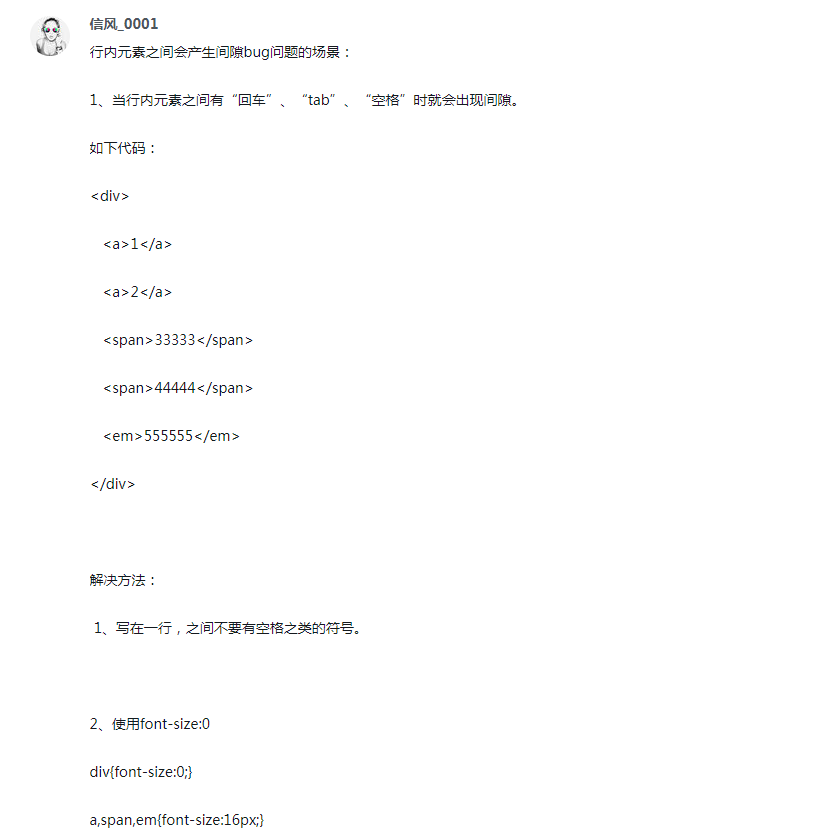 信风_0001
行内元素之间会产生间隙bug问题的场景：
1、当行内元素之间有“回车”、“tab”、“空格”时就会出现间隙。
如下代码：
<div>
<a>1</a>
<a>2</a>
<span>33333</span>
<span>44444</span>
<em>555555</em>
</div>
解决方法：
1、写在一行，之间不要有空格之类的符号。
2、使用font-size:0
div{font-size:0;}
a,span,em{font-size:16px;}